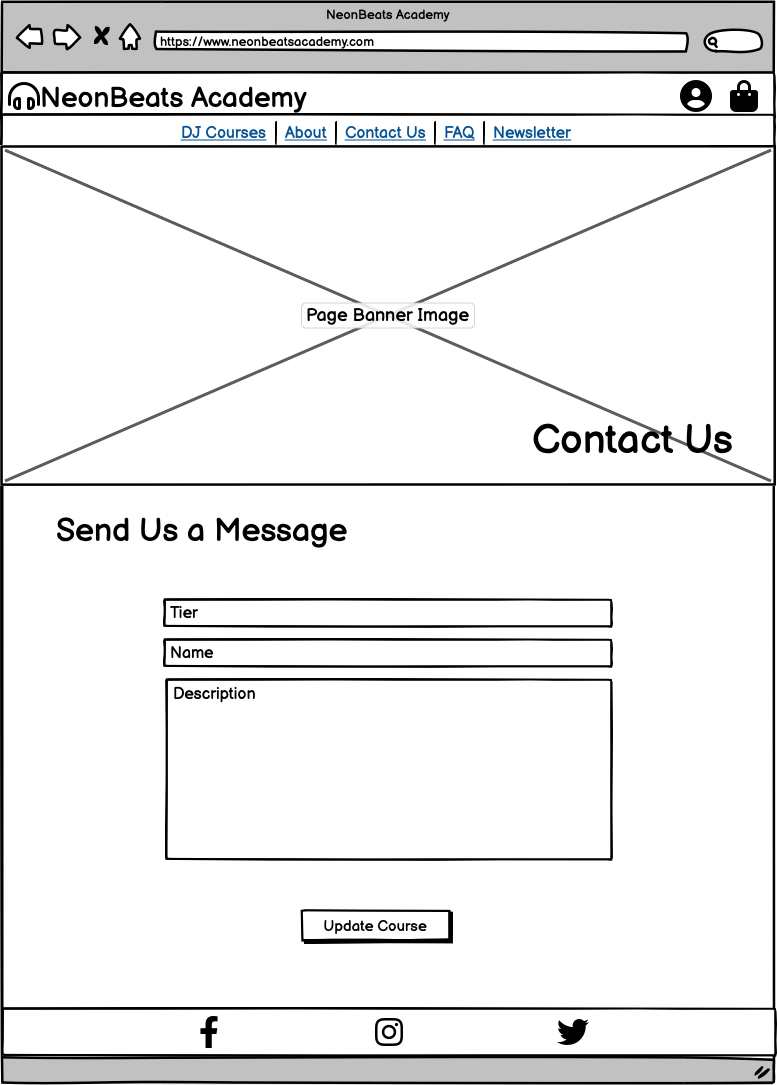 NeonBeats Academy
https://www.neonbeatsacademy.com
NeonBeats Academy
DJ Courses About Contact Us FAQ Newsletter
Page Banner Image
Contact Us
Send Us a Message
Tier
Name
Description
Update Course